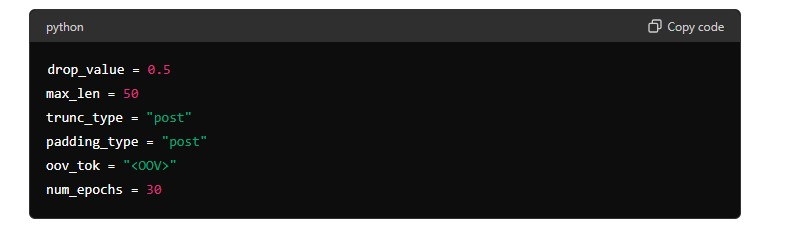 python
Copy code
drop_value = 0.5
max_len = 50
trunc_type = "post"
padding_type = "post"
oov_tok = "<OOV>"
num_epochs = 30